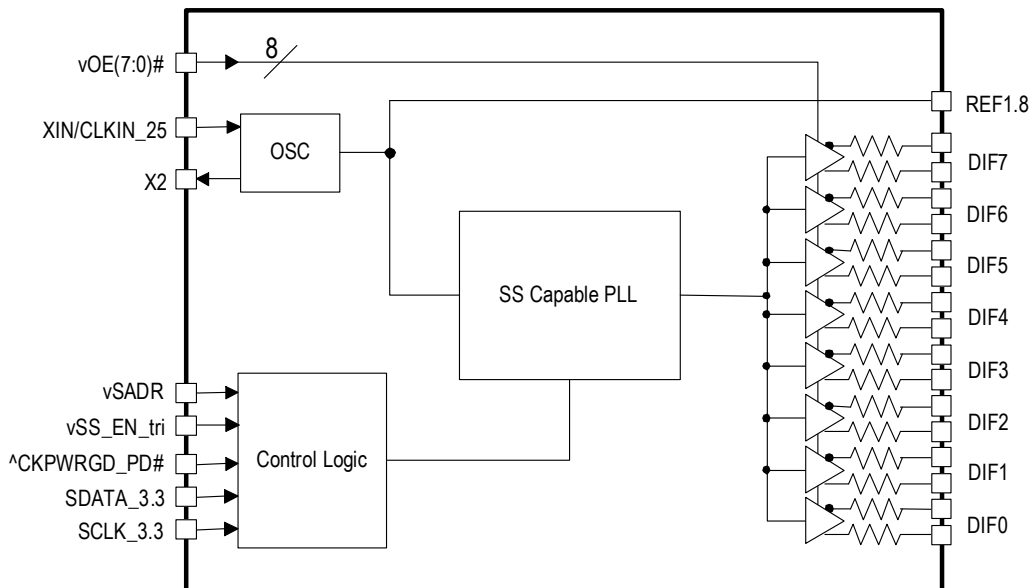 vOE(7:0)#
8
REF1.8
XIN/CLKIN_25
OSC
X2
DIF7
DIF6
DIF5
SS Capable PLL
DIF4
DIF3
vSADR
DIF2
vSS_EN_tri
^CKPWRGD_PD#
Control Logic
DIF1
SDATA_3.3
SCLK_3.3
DIF0